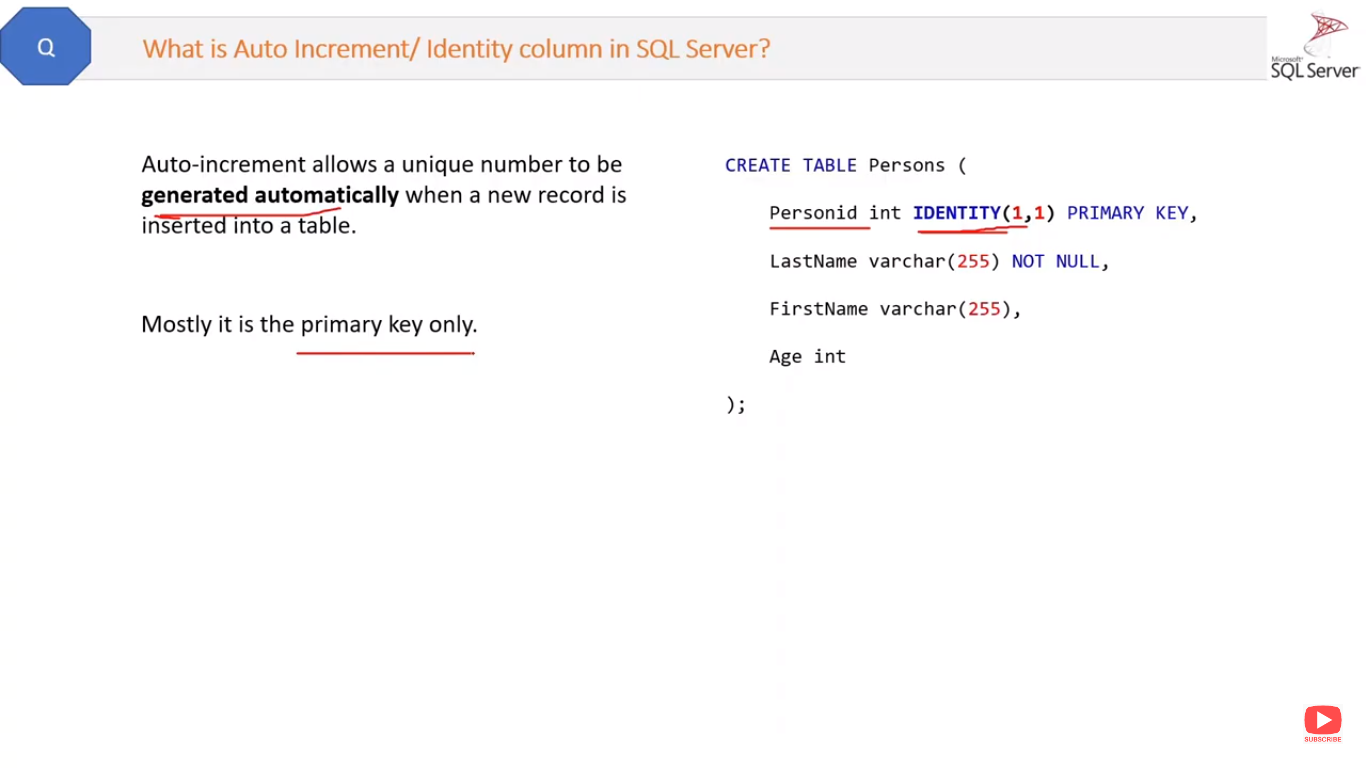 Q
What is Auto Increment/ Identity column in SQL Server?
Microsoft®
SQL Server
Auto-increment allows a unique number to be
generated automatically when a new record is
inserted into a table.
Mostly it is the primary key only.
CREATE TABLE Persons (
Personid int IDENTITY(1,1) PRIMARY KEY,
LastName varchar(255) NOT NULL,
FirstName varchar(255),
Age int
);
SUBSCRIBE